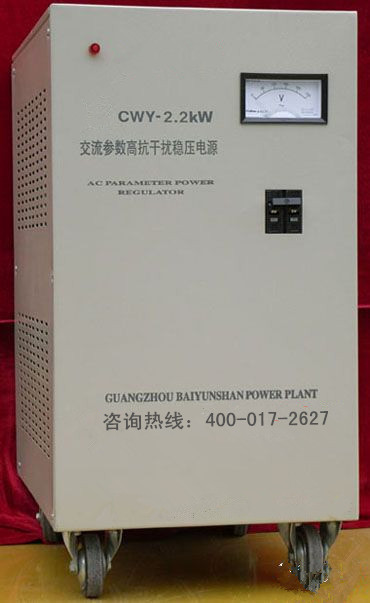 V
CWY-2.2kW
交流参数高抗干扰稳压电源
AC PARAMETER POWER
REGULATOR
GUANGZHOU BAIYUNSHAN POWER PLANT
咨询热线：400-017-2627